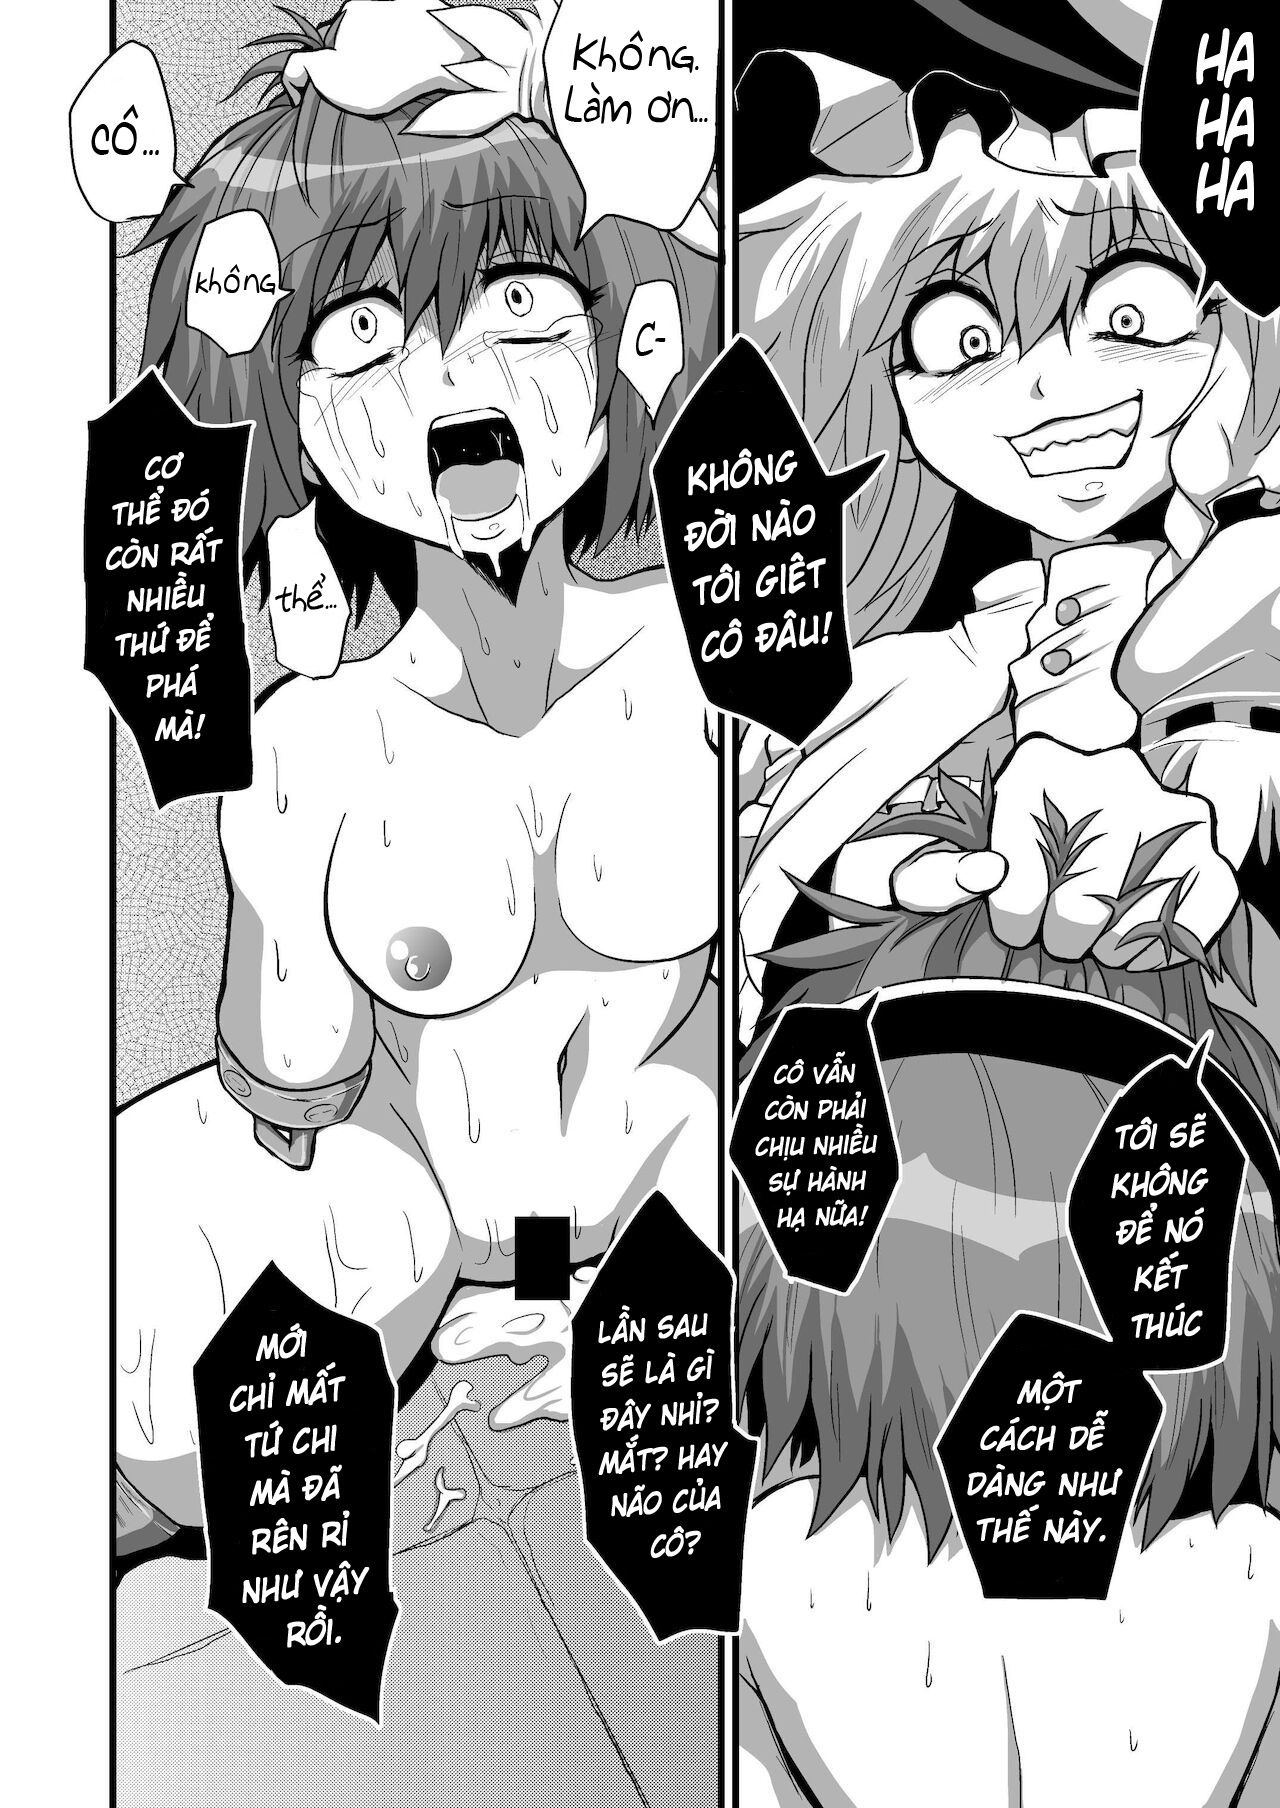 HA
HA
HA
KHÔNG
ĐỜI NÀO
TÔI GIẾT
CÔ ĐÂU!
TÔI SẼ
KHÔNG
ĐỂ NÓ
KẾT
THÚC
MỘT
CÁCH DỄ
DÀNG NHƯ
THẾ NÀY.
CÔ VẪN
CÒN PHẢI
CHỊU NHIỀU
SỰ HÀNH
HẠ NỮA!
Không.
Làm ơn...
C-
CÔ...
không
thể...
CƠ
THỂ ĐÓ
CÒN RẤT
NHIỀU
THỨ ĐỂ
PHÁ
MÀ!
LẦN SAU
SẼ LÀ GÌ
ĐÂY NHỈ?
MẮT? HAY
NÃO CỦA
CÔ?
MỚI
CHỈ MẤT
TỨ CHI
MÀ ĐÃ
RÊN RỈ
NHƯ VẬY
RỒI.